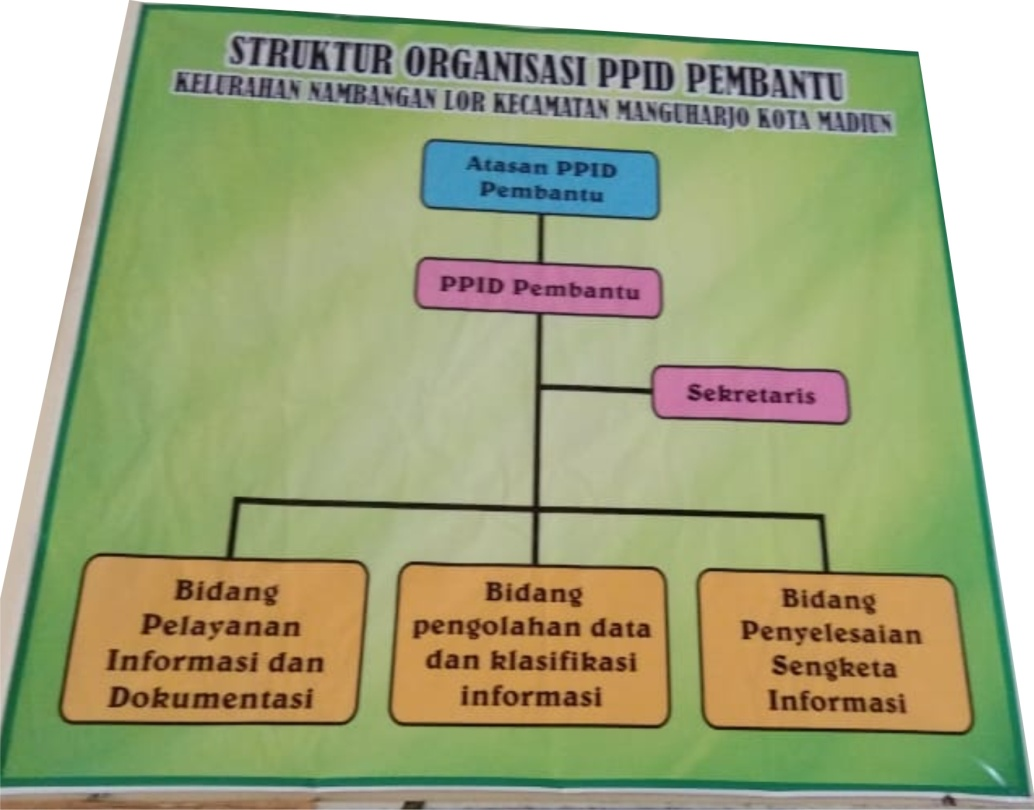 STRUKTUR ORGANISASI PPID PEMBANTU
KELURAHAN NAMBANGAN LOR KECAMATAN MANGUHARJO KOTA MADIUN
Atasan PPID
Pembantu
PPID Pembantu
Sekretaris
Bidang
Pelayanan
Informasi dan
Dokumentasi
Bidang
pengolahan data
dan klasifikasi
informasi
Bidang
Penyelesaian
Sengketa
Informasi